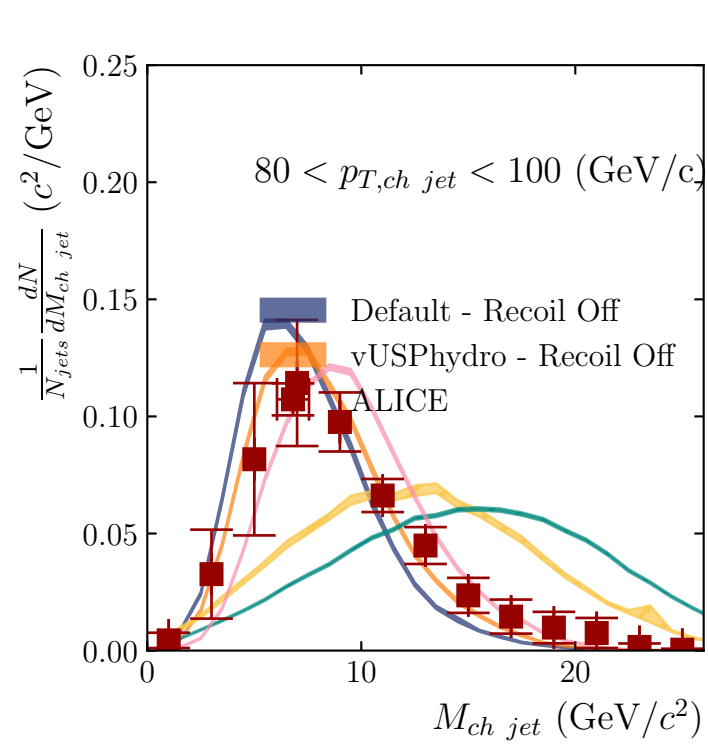 0.25
0.20
0.15
0.10
0.05
0.00
0
10
20
1/N_{jets} dN/dM_{ch jet} (c^2/GeV)
80 < p_{T,ch jet} < 100 (GeV/c)
Default - Recoil Off
vUSPhydro - Recoil Off
ALICE
M_{ch jet} (GeV/c^2)